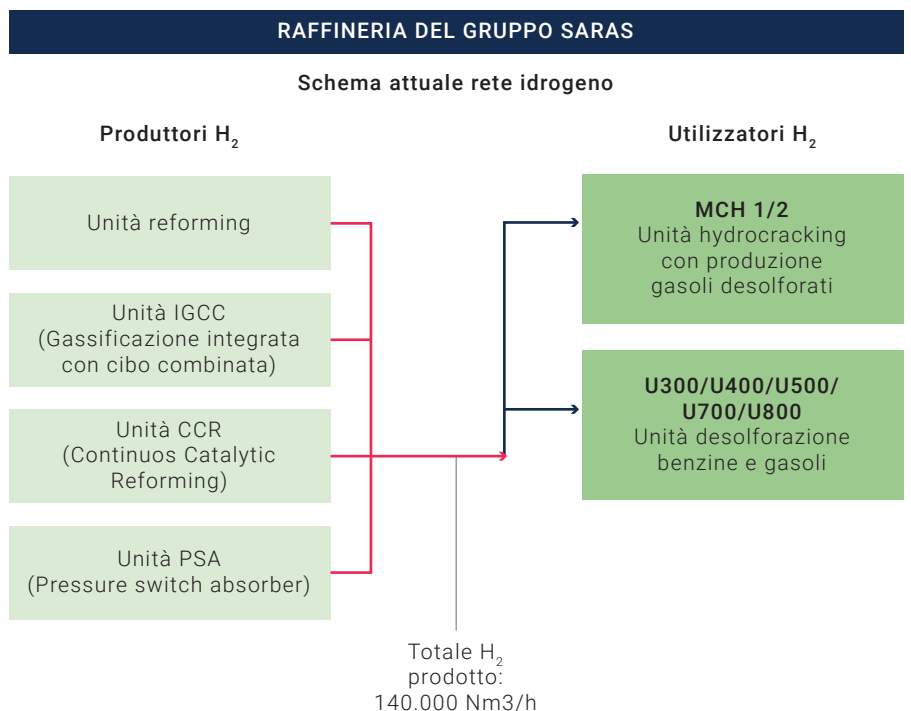 RAFFINERIA DEL GRUPPO SARAS
Schema attuale rete idrogeno
Produttori H₂
Utilizzatori H₂
Unità reforming
Unità IGCC
(Gassificazione integrata
con cibo combinata)
Unità CCR
(Continuos Catalytic
Reforming)
Unità PSA
(Pressure switch absorber)
MCH 1/2
Unità hydrocracking
con produzione
gasoli desolforati
U300/U400/U500/
U700/U800
Unità desolforazione
benzine e gasoli
Totale H₂
prodotto:
140.000 Nm3/h